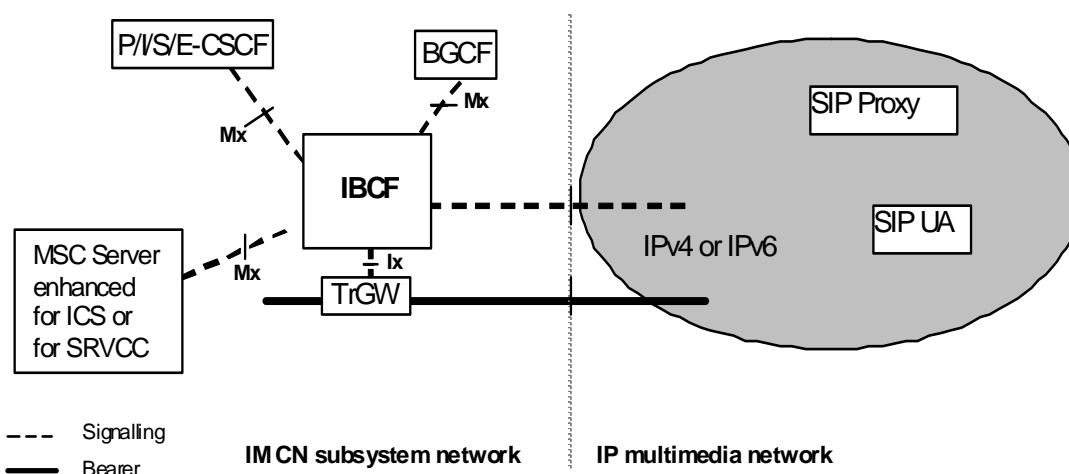 P/I/S/E-CSCF
BGCF
SIP Proxy
Mx
Mx
IBCF
SIP UA
IPv4 or IPv6
MSC Server
enhanced
for ICS or
for SRVCC
Mx
Ix
TrGW
Signalling
Bearer
IM CN subsystem network
IP multimedia network